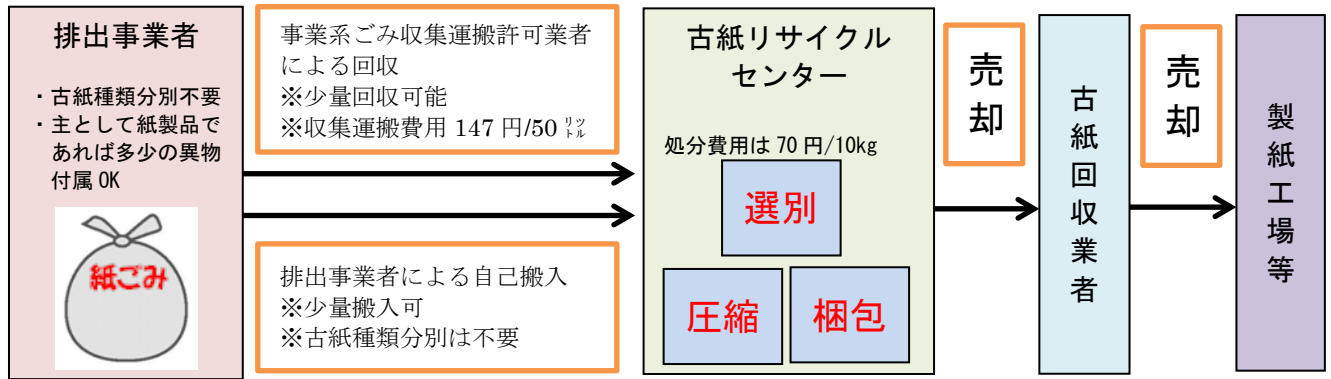 排出事業者
・古紙種類分別不要
・主として紙製品で
あれば多少の異物
付属 OK
紙ごみ
事業系ごみ収集運搬許可業者
による回収
※少量回収可能
※収集運搬費用 147 円/50 ㍑
排出事業者による自己搬入
※少量搬入可
※古紙種類分別は不要
古紙リサイクル
センター
処分費用は 70 円/10kg
選別
圧縮
梱包
売却
古紙回収業者
売却
製紙工場等